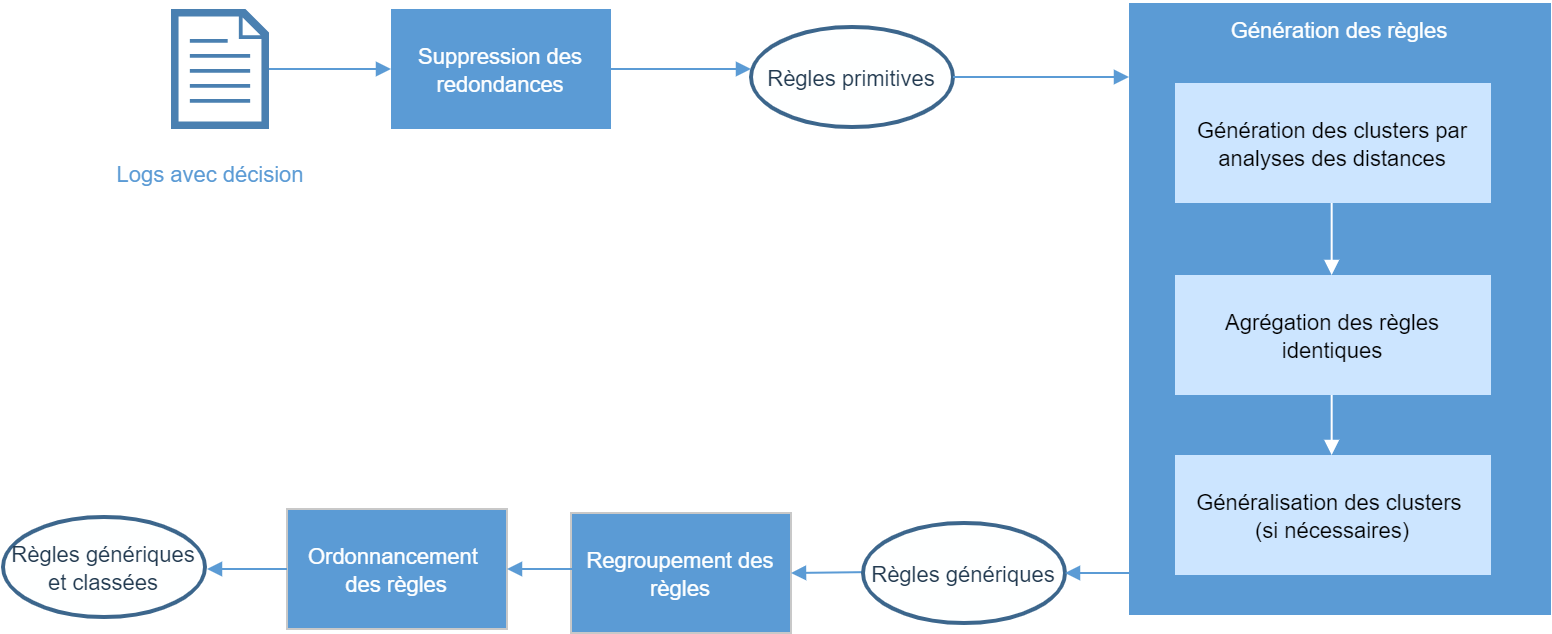 Suppression des
redondances
Logs avec décision
Règles primitives
Génération des règles
Génération des clusters par
analyses des distances
Agrégation des règles
identiques
Généralisation des clusters
(si nécessaires)
Règles génériques
Regroupement des
règles
Ordonnancement
des règles
Règles génériques
et classées